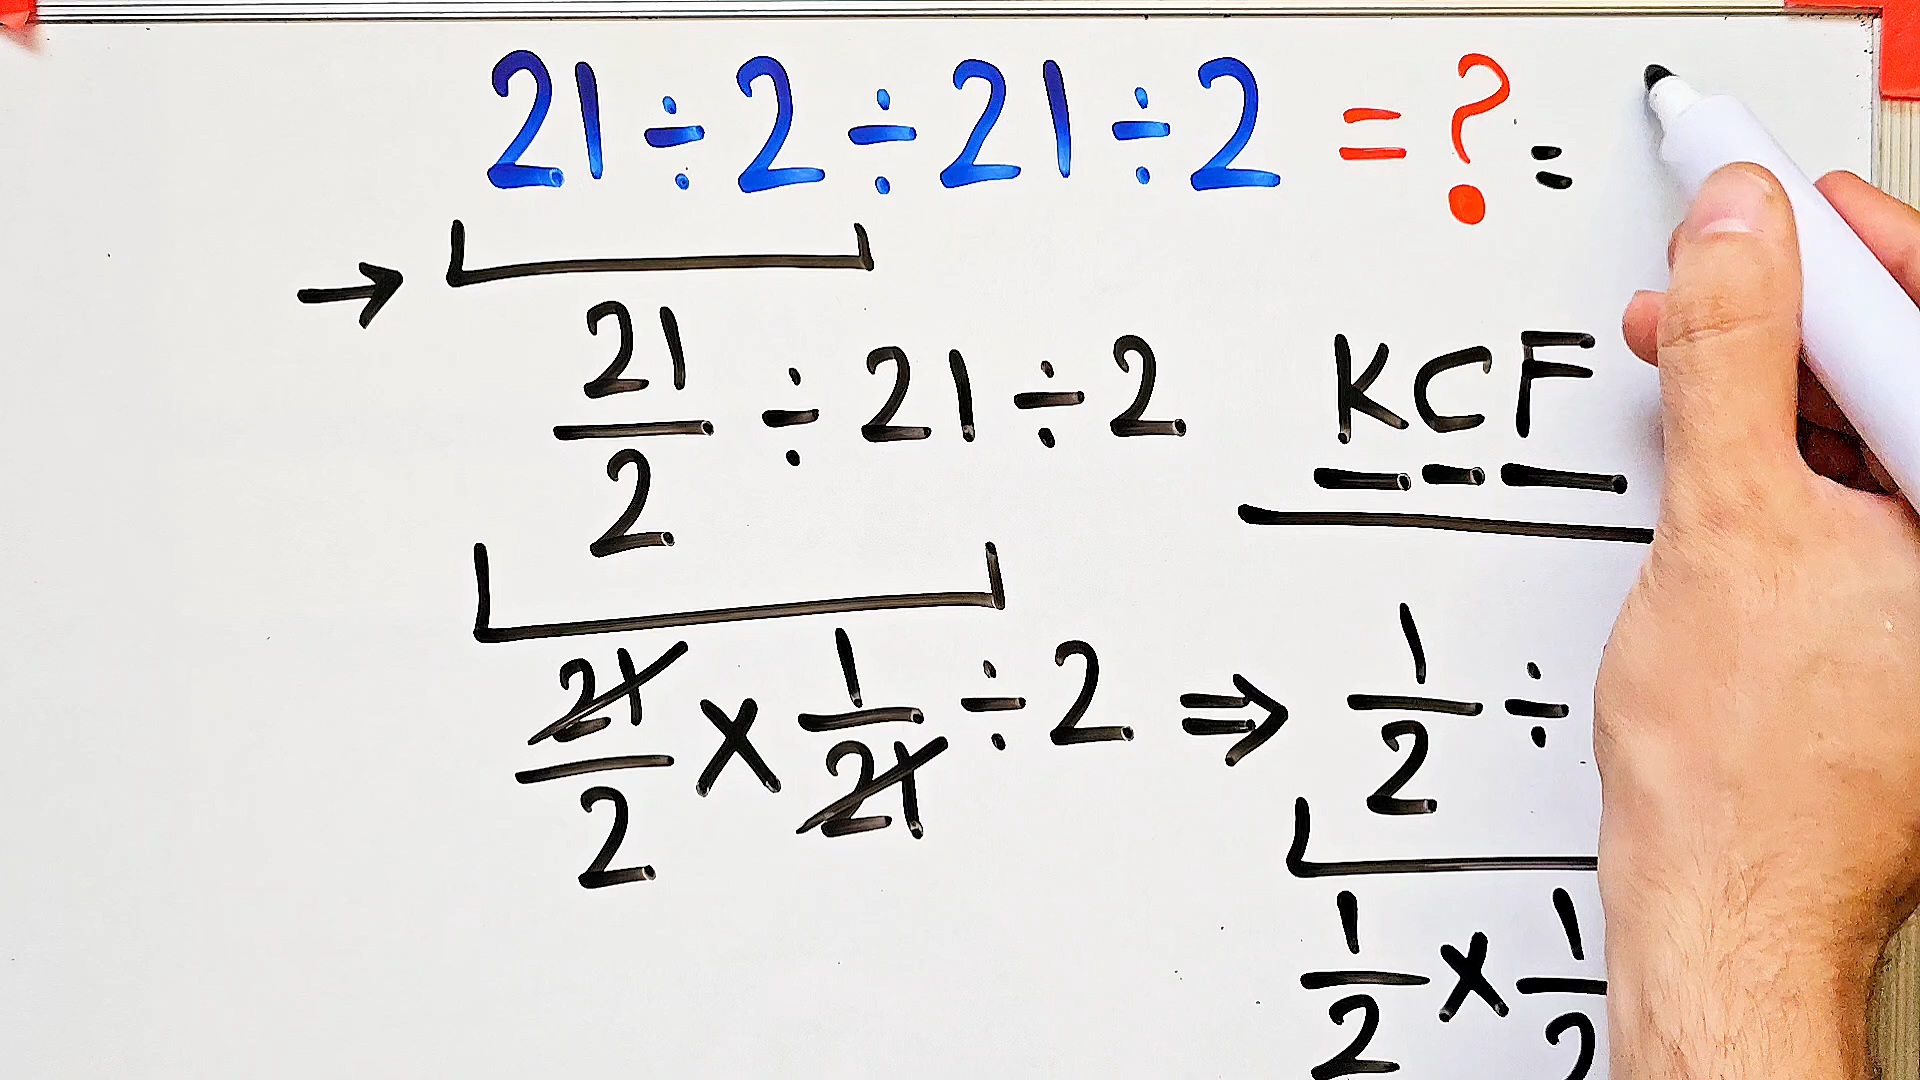 21 ÷ 2 ÷ 21 ÷ 2 = ? =
→ 21/2 ÷ 21 ÷ 2
KCF
21/2 × 1/21 ÷ 2 ⇒ 1/2 ÷
1/2 × 1/2